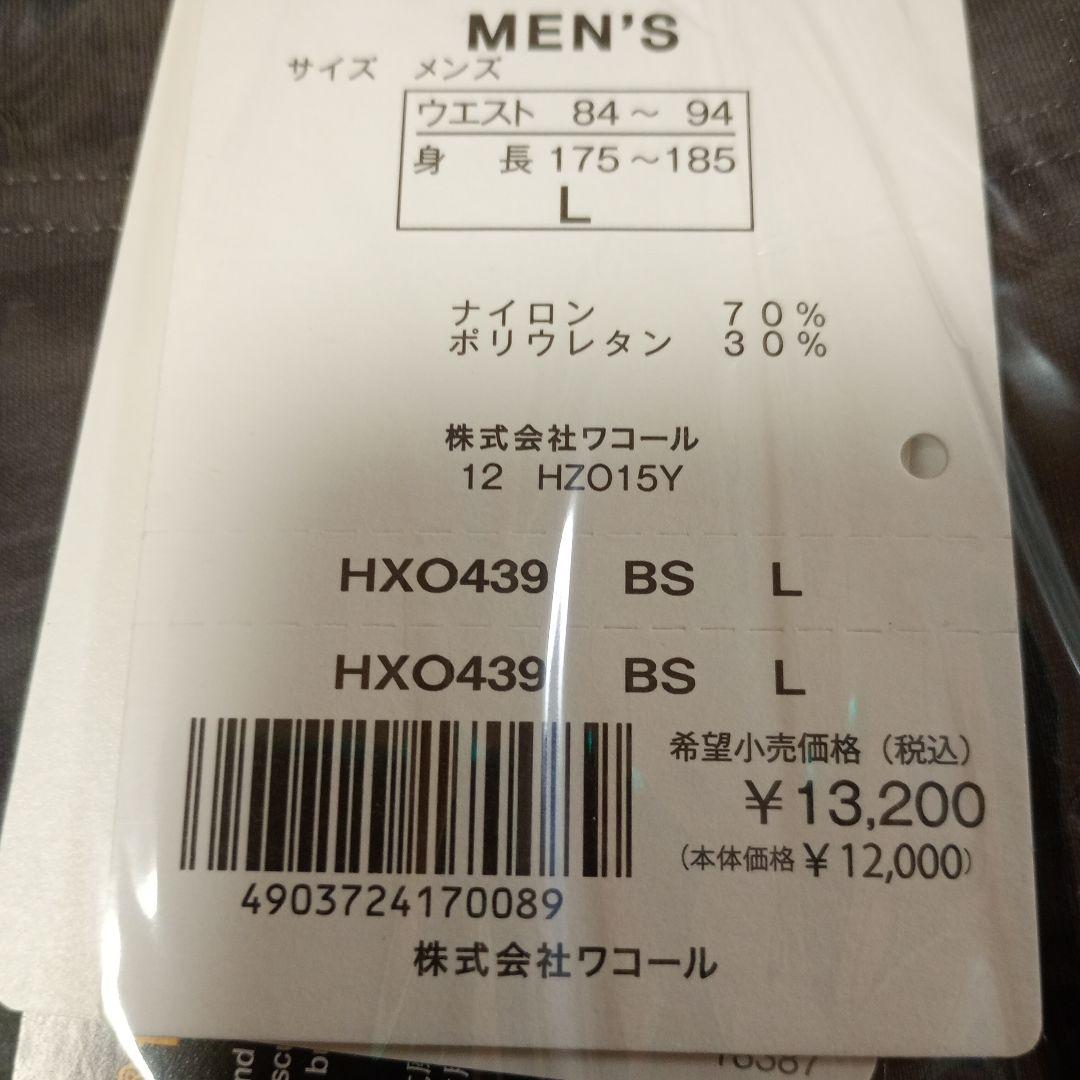 MEN'S
サイズ メンズ
ウエスト 84～ 94
身 長 175～185
L
ナイロン 70%
ポリウレタン 30%
株式会社ワコール
12 HZO15Y
HXO439 BS L
HXO439 BS L
希望小売価格（税込）
¥13,200
（本体価格 ¥12,000）
4903724170089
株式会社ワコール